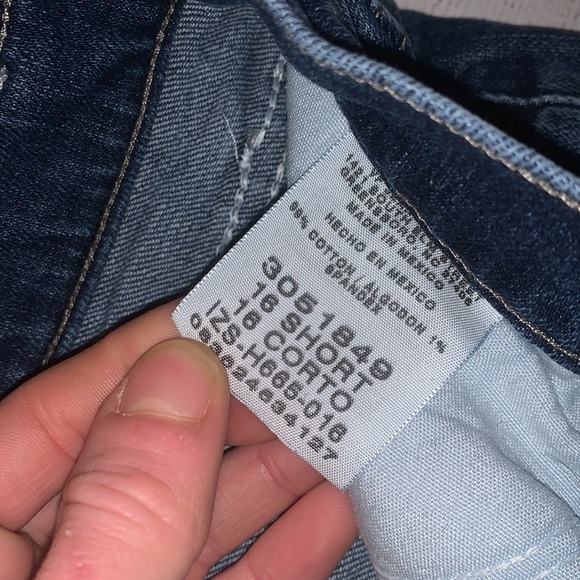 GREENSBORO, NC
MADE IN MEXICO
HECHO EN MEXICO
99% COTTON / ALGODON 1%
SPANDEX
3051849
16 SHORT
16 CORTO
IZS-H665-016